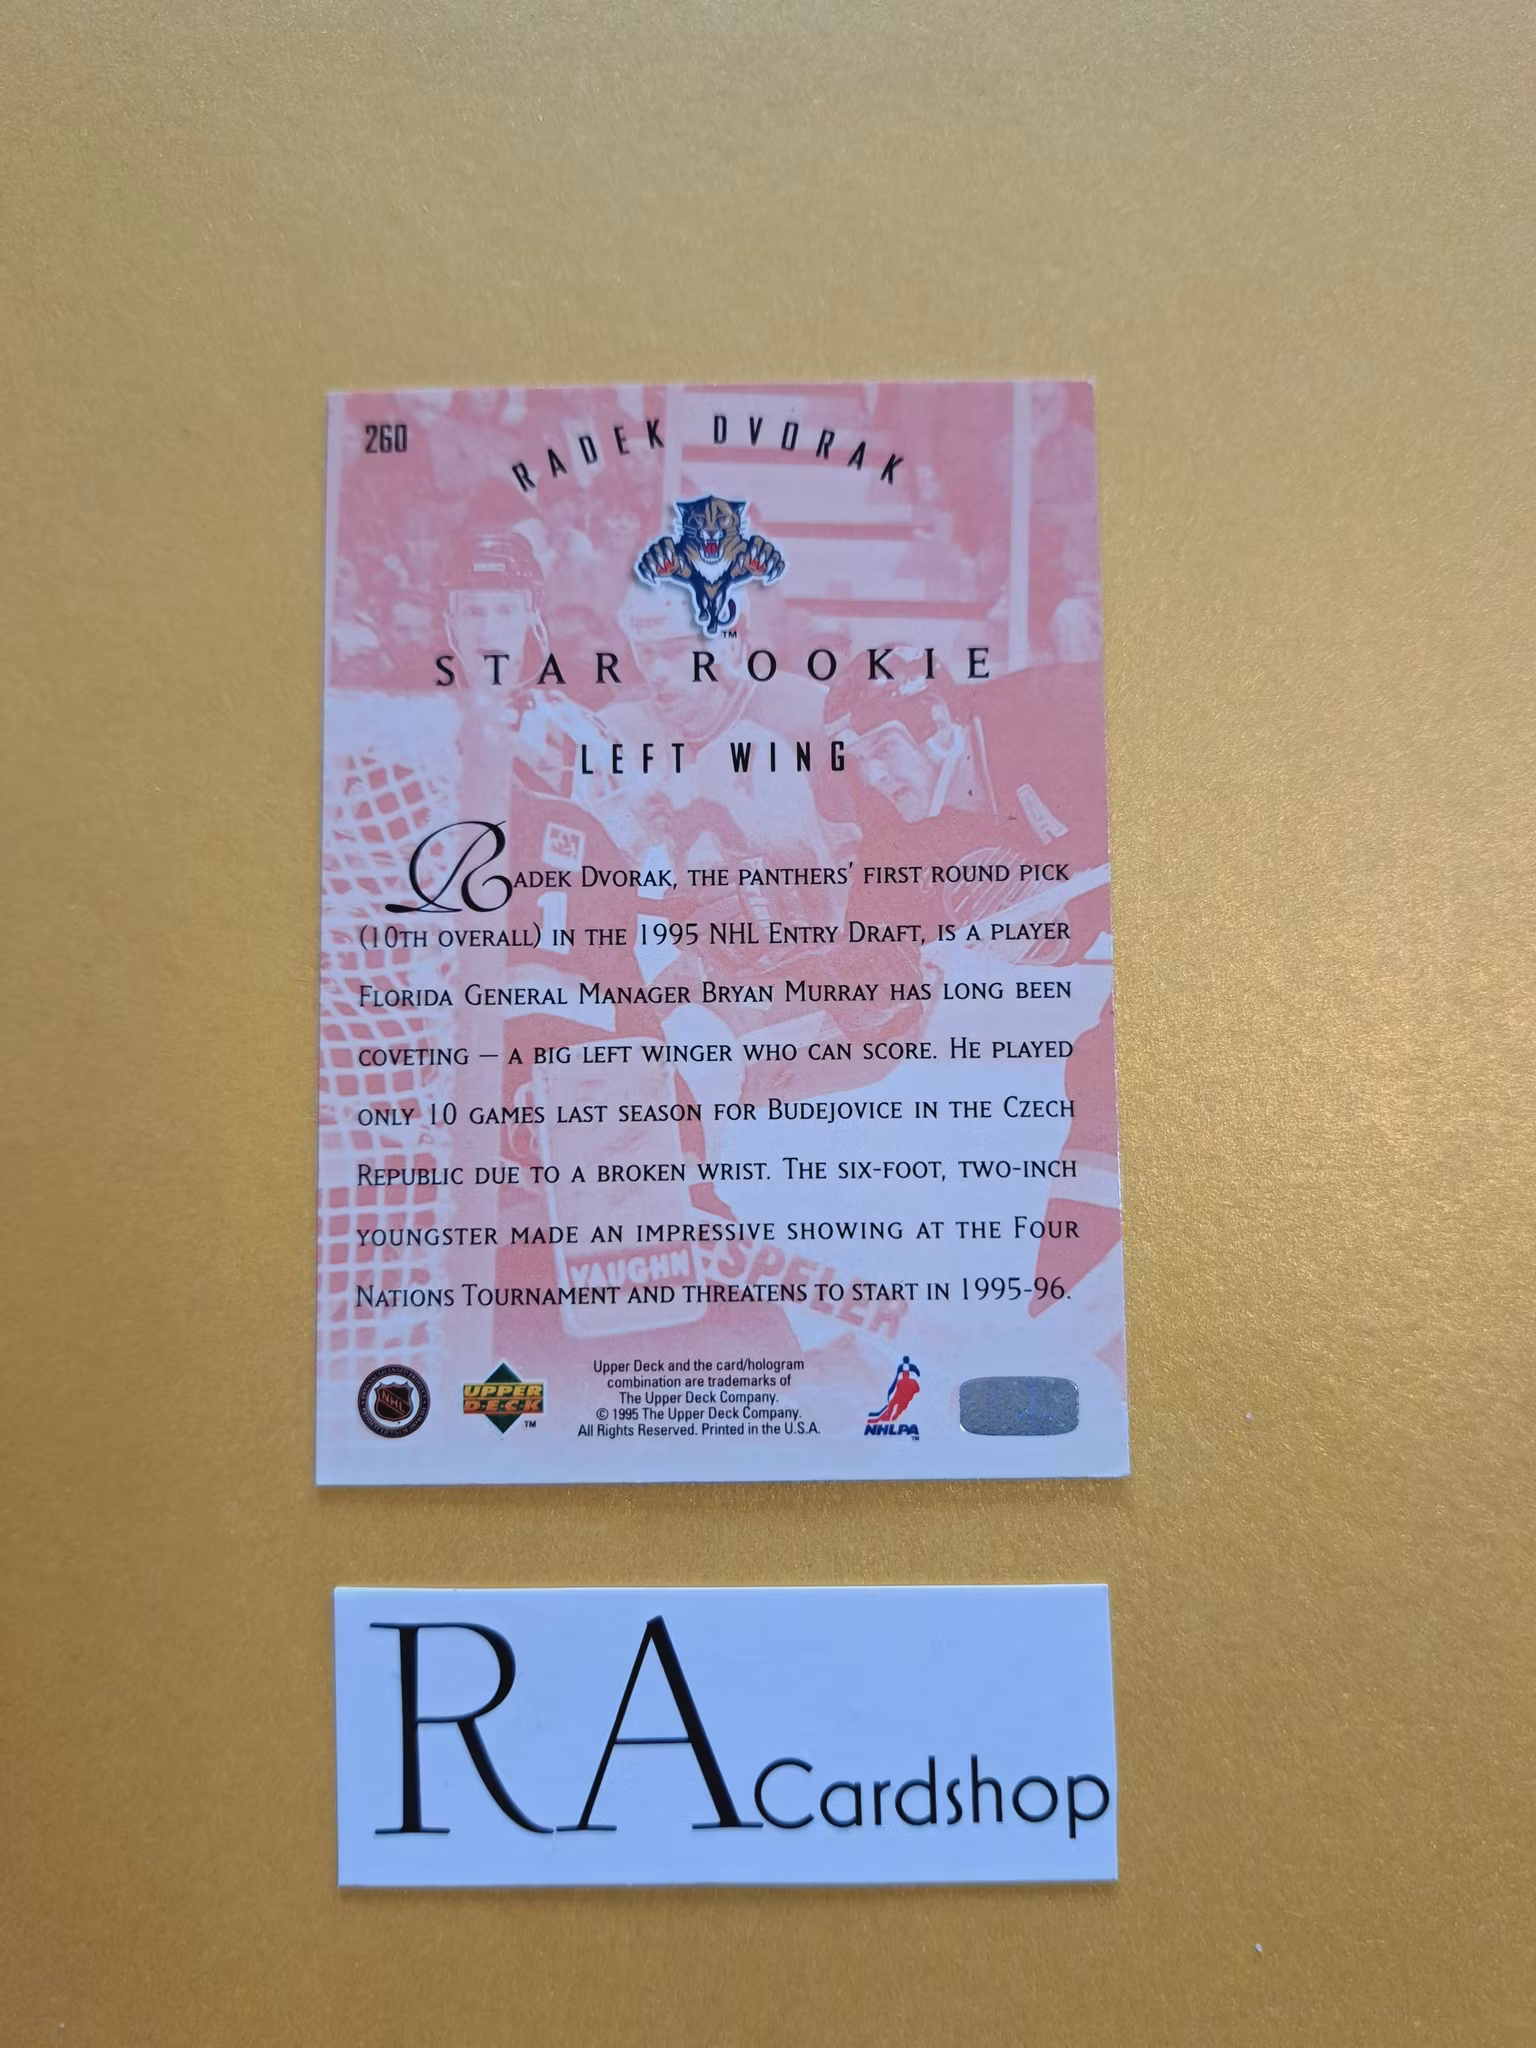 260
RADEK DVORAK
TM
STAR ROOKIE
LEFT WING
RADEK DVORAK, THE PANTHERS' FIRST ROUND PICK
(10TH OVERALL) IN THE 1995 NHL ENTRY DRAFT, IS A PLAYER
FLORIDA GENERAL MANAGER BRYAN MURRAY HAS LONG BEEN
COVETING — A BIG LEFT WINGER WHO CAN SCORE. HE PLAYED
ONLY 10 GAMES LAST SEASON FOR BUDEJOVICE IN THE CZECH
REPUBLIC DUE TO A BROKEN WRIST. THE SIX-FOOT, TWO-INCH
YOUNGSTER MADE AN IMPRESSIVE SHOWING AT THE FOUR
VAUGHN
NATIONS TOURNAMENT AND THREATENS TO START IN 1995-96.
NHL
UPPER
DECK
TM
Upper Deck and the card/hologram
combination are trademarks of
The Upper Deck Company.
© 1995 The Upper Deck Company.
All Rights Reserved. Printed in the U.S.A.
NHLPA
TM
RA Cardshop